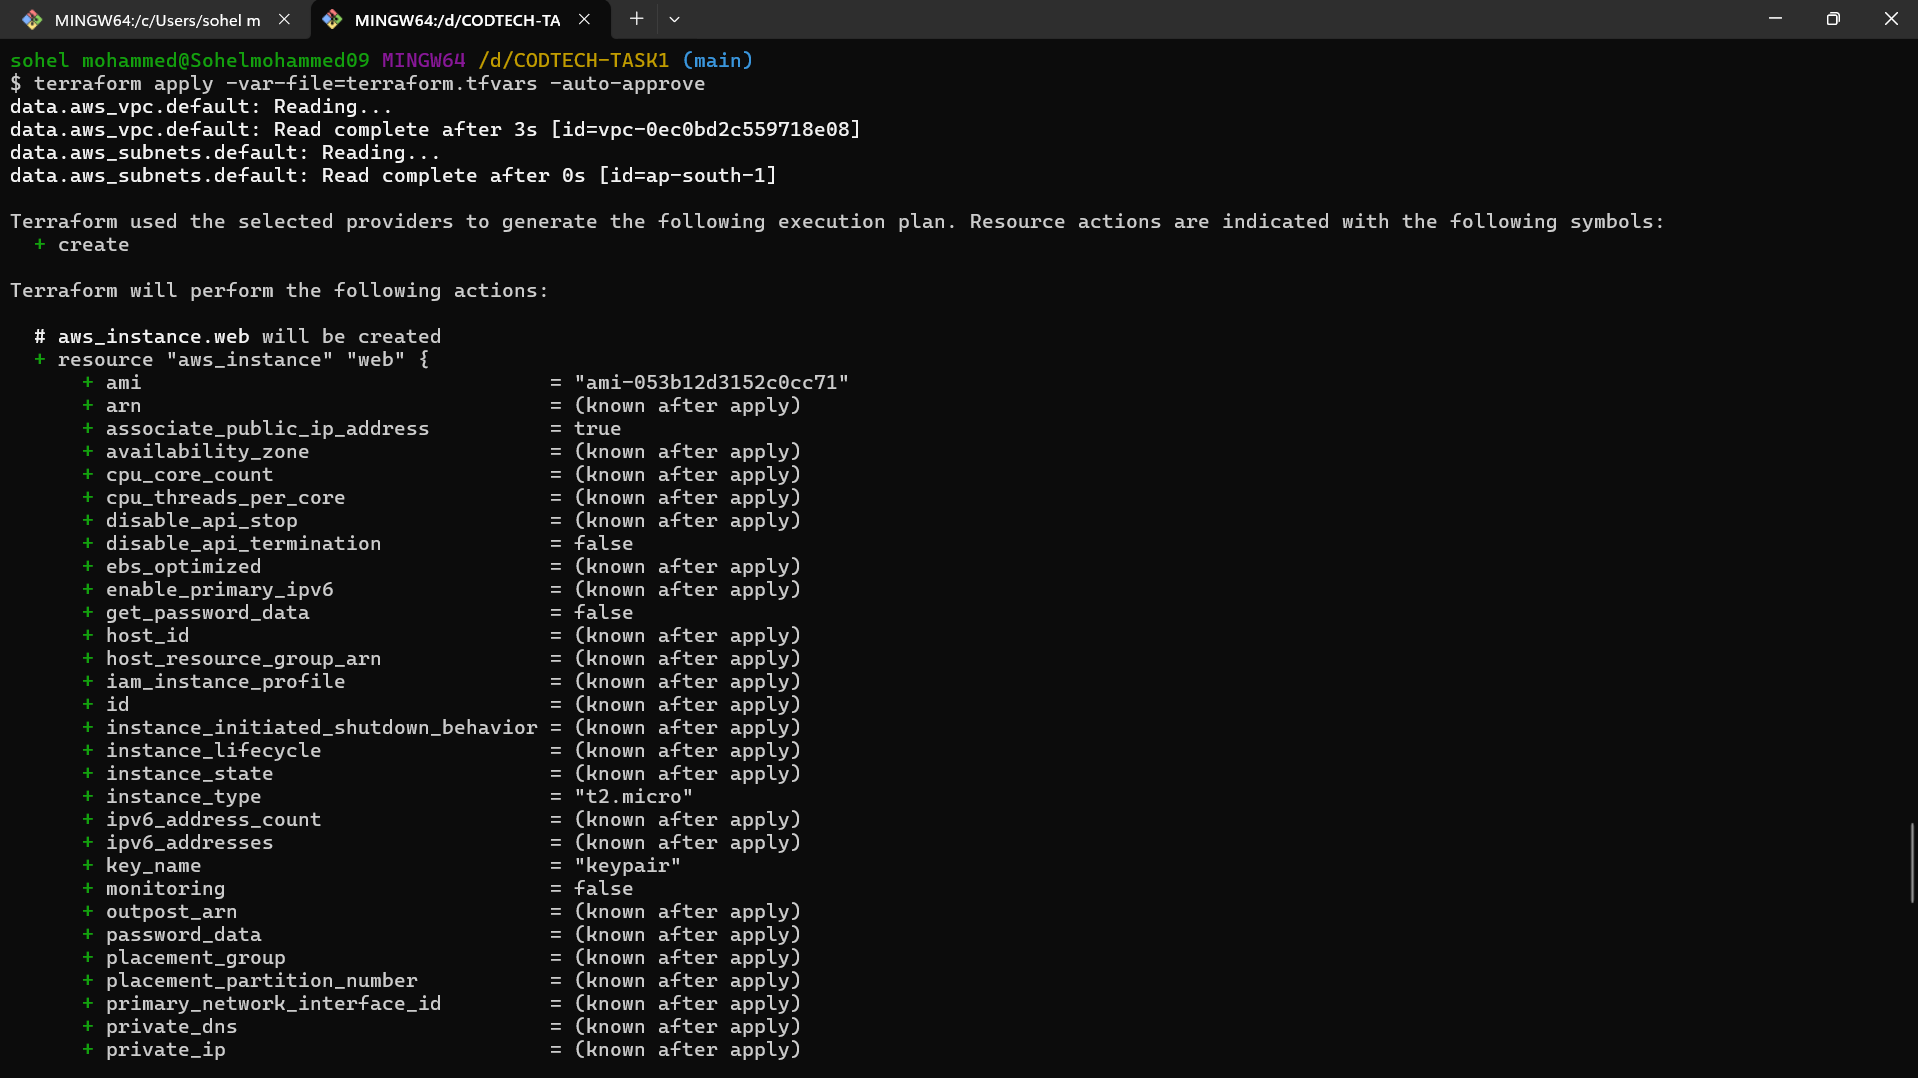 MINGW64:/c/Users/sohel m
MINGW64:/d/CODTECH-TA
sohel mohammed@Sohelmohammed09 MINGW64 /d/CODTECH-TASK1 (main)
$ terraform apply -var-file=terraform.tfvars -auto-approve
data.aws_vpc.default: Reading...
data.aws_vpc.default: Read complete after 3s [id=vpc-0ec0bd2c559718e08]
data.aws_subnets.default: Reading...
data.aws_subnets.default: Read complete after 0s [id=ap-south-1]
Terraform used the selected providers to generate the following execution plan. Resource actions are indicated with the following symbols:
  + create
Terraform will perform the following actions:
  # aws_instance.web will be created
  + resource "aws_instance" "web" {
      + ami                                  = "ami-053b12d3152c0cc71"
      + arn                                  = (known after apply)
      + associate_public_ip_address          = true
      + availability_zone                    = (known after apply)
      + cpu_core_count                       = (known after apply)
      + cpu_threads_per_core                 = (known after apply)
      + disable_api_stop                     = (known after apply)
      + disable_api_termination              = false
      + ebs_optimized                        = (known after apply)
      + enable_primary_ipv6                  = (known after apply)
      + get_password_data                    = false
      + host_id                              = (known after apply)
      + host_resource_group_arn              = (known after apply)
      + iam_instance_profile                 = (known after apply)
      + id                                   = (known after apply)
      + instance_initiated_shutdown_behavior = (known after apply)
      + instance_lifecycle                   = (known after apply)
      + instance_state                       = (known after apply)
      + instance_type                        = "t2.micro"
      + ipv6_address_count                   = (known after apply)
      + ipv6_addresses                       = (known after apply)
      + key_name                             = "keypair"
      + monitoring                           = false
      + outpost_arn                          = (known after apply)
      + password_data                        = (known after apply)
      + placement_group                      = (known after apply)
      + placement_partition_number           = (known after apply)
      + primary_network_interface_id         = (known after apply)
      + private_dns                          = (known after apply)
      + private_ip                           = (known after apply)